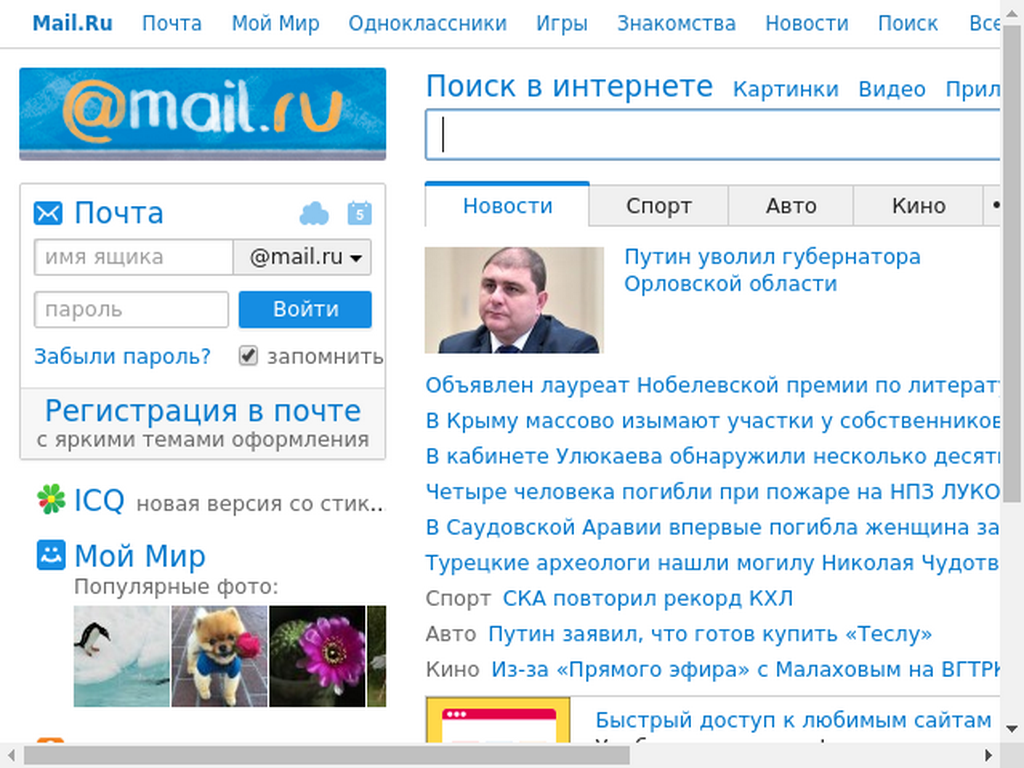 Mail.Ru Почта Мой Мир Одноклассники Игры Знакомства Новости Поиск Все
@mail.ru
Почта 5
имя ящика @mail.ru
пароль Войти
Забыли пароль? запомнить
Регистрация в почте
с яркими темами оформления
ICQ новая версия со стик...
Мой Мир
Популярные фото:
Поиск в интернете Картинки Видео Прил
Новости Спорт Авто Кино
Путин уволил губернатора
Орловской области
Объявлен лауреат Нобелевской премии по литерат
В Крыму массово изымают участки у собственников
В кабинете Улюкаева обнаружили несколько десят
Четыре человека погибли при пожаре на НПЗ ЛУКО
В Саудовской Аравии впервые погибла женщина за
Турецкие археологи нашли могилу Николая Чудотв
Спорт СКА повторил рекорд КХЛ
Авто Путин заявил, что готов купить «Теслу»
Кино Из-за «Прямого эфира» с Малаховым на ВГТРК
Быстрый доступ к любимым сайтам